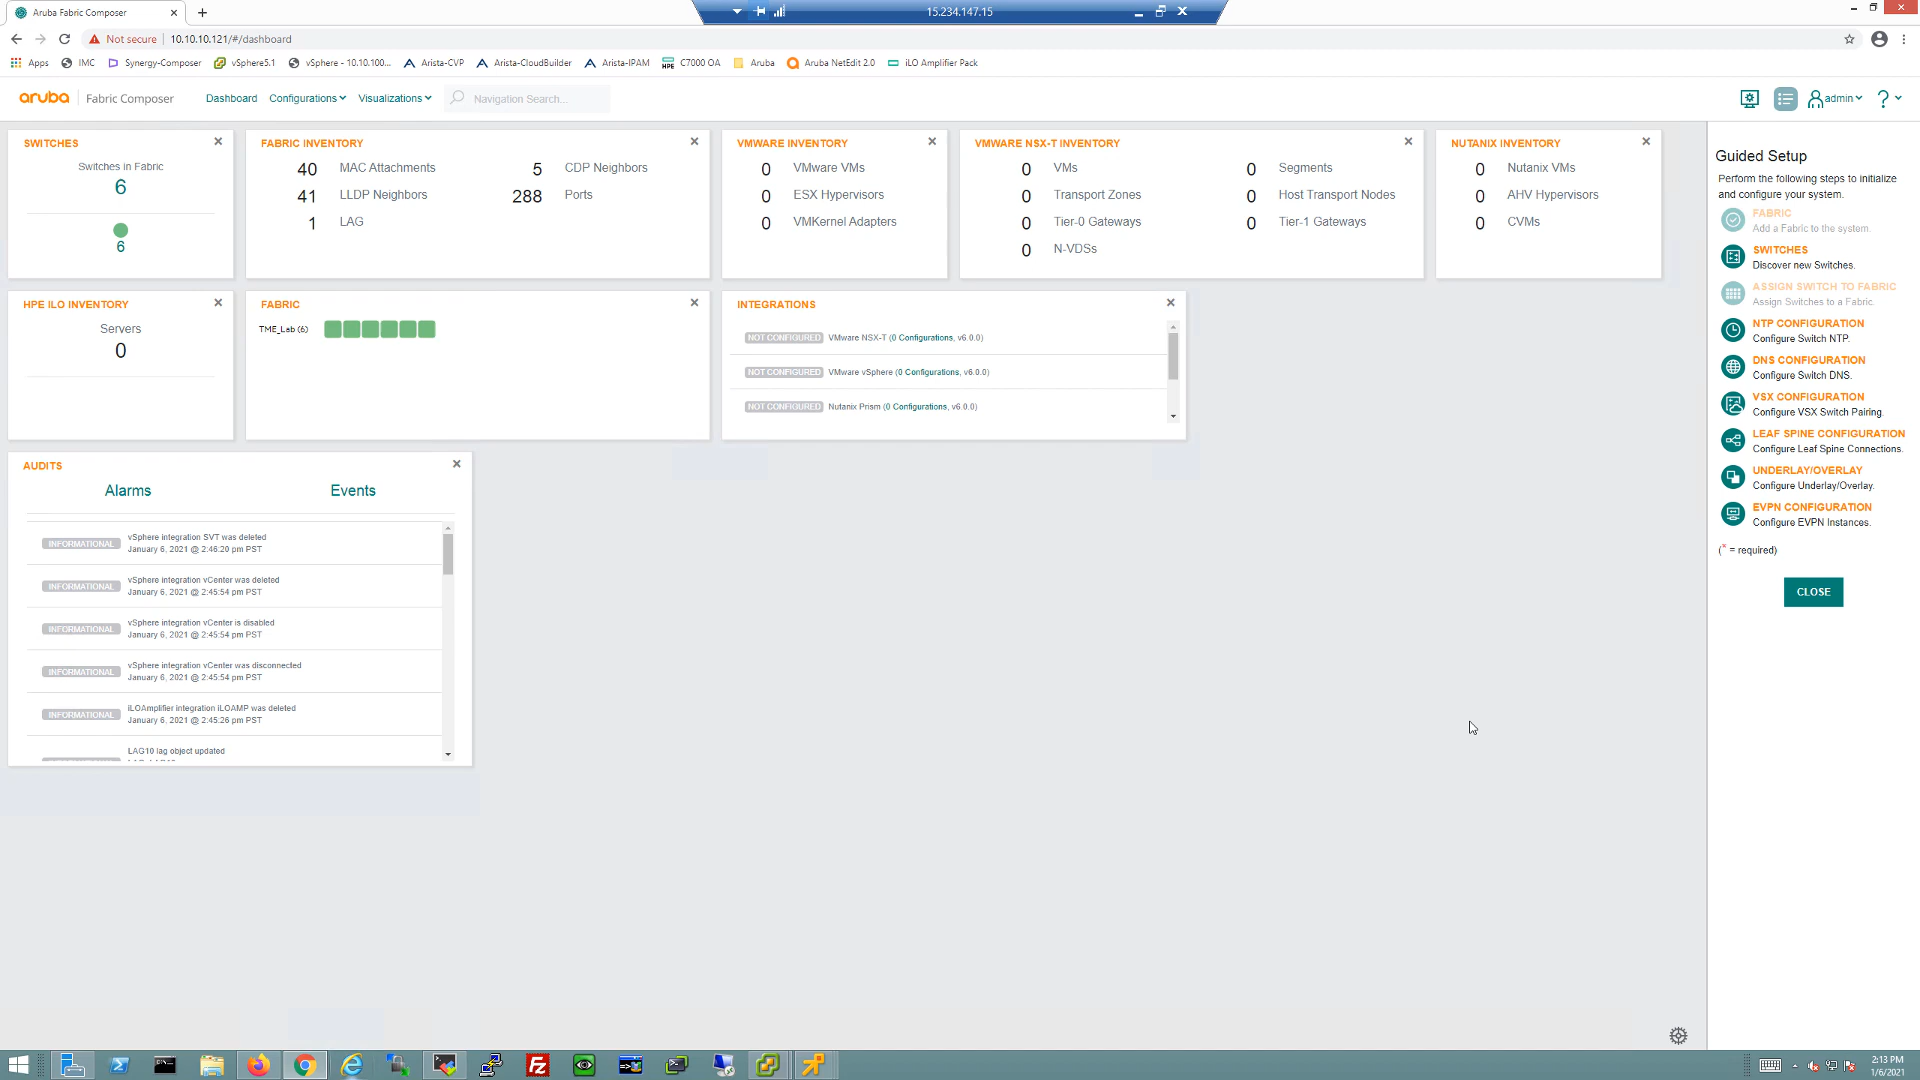 Aruba Fabric Composer
15.234.147.15
Not secure
10.10.10.121/#/dashboard
Apps
IMC
Synergy-Composer
vSphere5.1
vSphere - 10.10.100...
Arista-CVP
Arista-CloudBuilder
Arista-IPAM
C7000 OA
Aruba
Aruba NetEdit 2.0
iLO Amplifier Pack
aruba
Fabric Composer
Dashboard
Configurations
Visualizations
Navigation Search...
admin
?
SWITCHES
Switches in Fabric
6
6
FABRIC INVENTORY
40 MAC Attachments
5 CDP Neighbors
41 LLDP Neighbors
288 Ports
1 LAG
VMWARE INVENTORY
0 VMware VMs
0 ESX Hypervisors
0 VMKernel Adapters
VMWARE NSX-T INVENTORY
0 VMs
0 Segments
0 Transport Zones
0 Host Transport Nodes
0 Tier-0 Gateways
0 Tier-1 Gateways
0 N-VDSs
NUTANIX INVENTORY
0 Nutanix VMs
0 AHV Hypervisors
0 CVMs
HPE ILO INVENTORY
Servers
0
FABRIC
TME_Lab (6)
INTEGRATIONS
NOT CONFIGURED VMware NSX-T (0 Configurations, v6.0.0)
NOT CONFIGURED VMware vSphere (0 Configurations, v6.0.0)
NOT CONFIGURED Nutanix Prism (0 Configurations, v6.0.0)
AUDITS
Alarms
Events
INFORMATIONAL
vSphere integration SVT was deleted
January 6, 2021 @ 2:46:20 pm PST
INFORMATIONAL
vSphere integration vCenter was deleted
January 6, 2021 @ 2:45:54 pm PST
INFORMATIONAL
vSphere integration vCenter is disabled
January 6, 2021 @ 2:45:54 pm PST
INFORMATIONAL
vSphere integration vCenter was disconnected
January 6, 2021 @ 2:45:54 pm PST
INFORMATIONAL
iLOAmplifier integration iLOAMP was deleted
January 6, 2021 @ 2:45:26 pm PST
LAG10 lag object updated
Guided Setup
Perform the following steps to initialize
and configure your system.
FABRIC
Add a Fabric to the system.
SWITCHES
Discover new Switches.
ASSIGN SWITCH TO FABRIC
Assign Switches to a Fabric.
NTP CONFIGURATION
Configure Switch NTP.
DNS CONFIGURATION
Configure Switch DNS.
VSX CONFIGURATION
Configure VSX Switch Pairing.
LEAF SPINE CONFIGURATION
Configure Leaf Spine Connections.
UNDERLAY/OVERLAY
Configure Underlay/Overlay.
EVPN CONFIGURATION
Configure EVPN Instances.
(* = required)
CLOSE
2:13 PM
1/6/2021